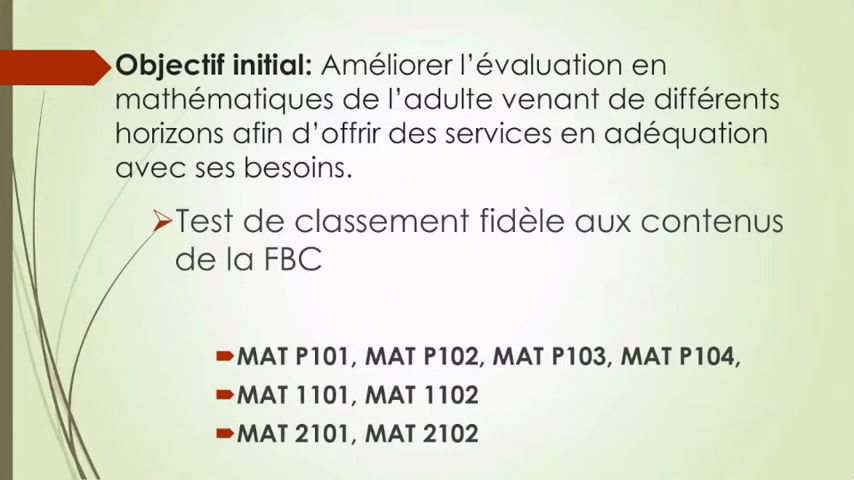 Objectif initial: Améliorer l’évaluation en
mathématiques de l’adulte venant de différents
horizons afin d’offrir des services en adéquation
avec ses besoins.
Test de classement fidèle aux contenus
de la FBC
MAT P101, MAT P102, MAT P103, MAT P104,
MAT 1101, MAT 1102
MAT 2101, MAT 2102